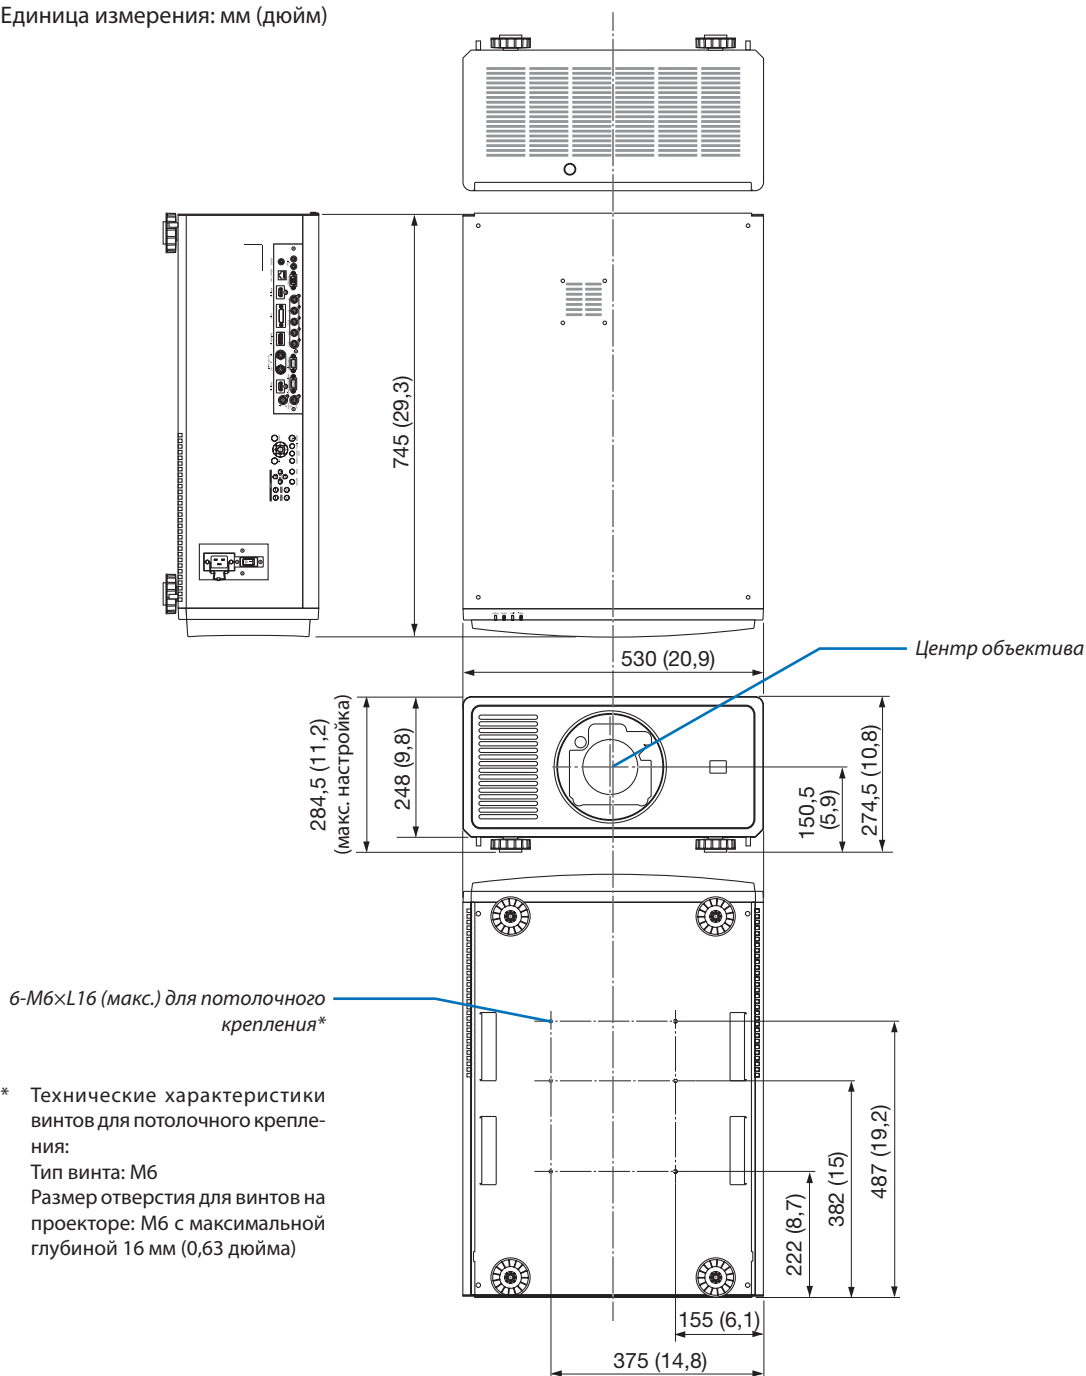 Единица измерения: мм (дюйм)
745 (29,3)
530 (20,9)
Центр объектива
284,5 (11,2)
(макс. настройка)
248 (9,8)
150,5
(5,9)
274,5 (10,8)
6-M6×L16 (макс.) для потолочного
крепления*
* Технические характеристики
винтов для потолочного крепле-
ния:
Тип винта: M6
Размер отверстия для винтов на
проекторе: M6 с максимальной
глубиной 16 мм (0,63 дюйма)
222 (8,7)
382 (15)
487 (19,2)
155 (6,1)
375 (14,8)